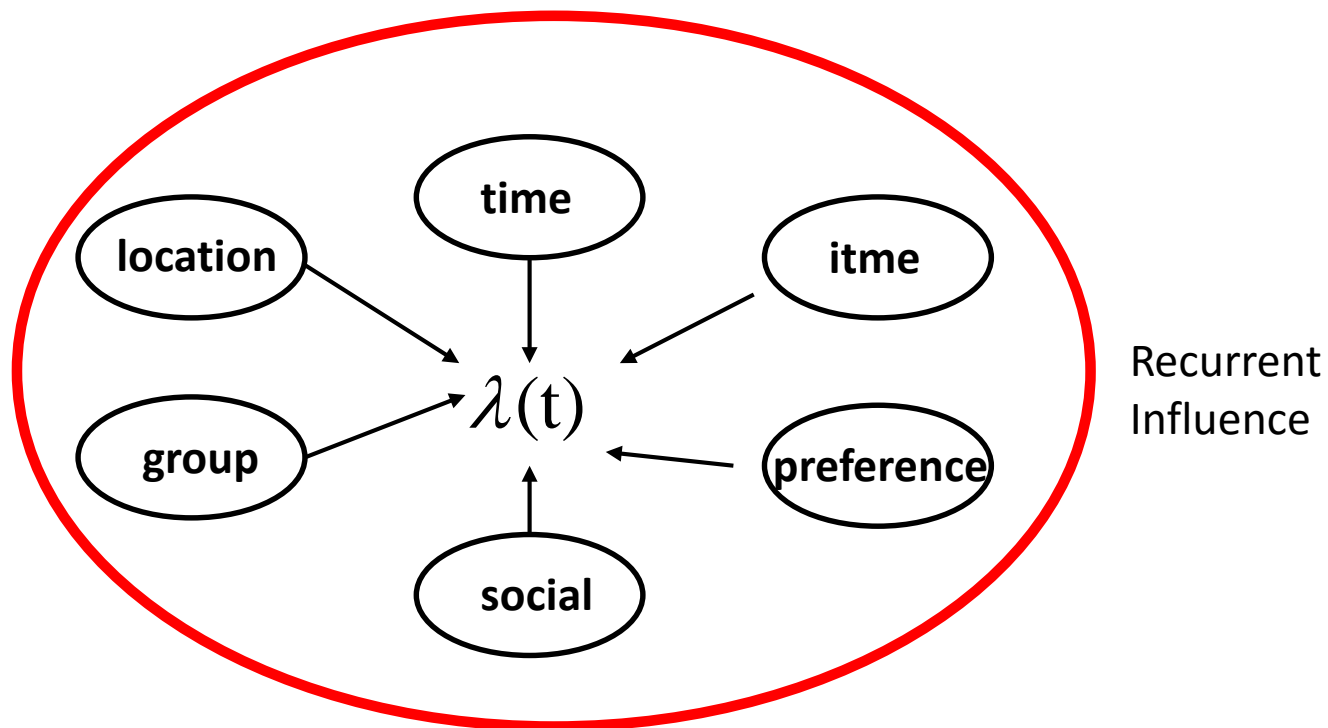 time
location
itme
λ(t)
group
preference
social
Recurrent
Influence